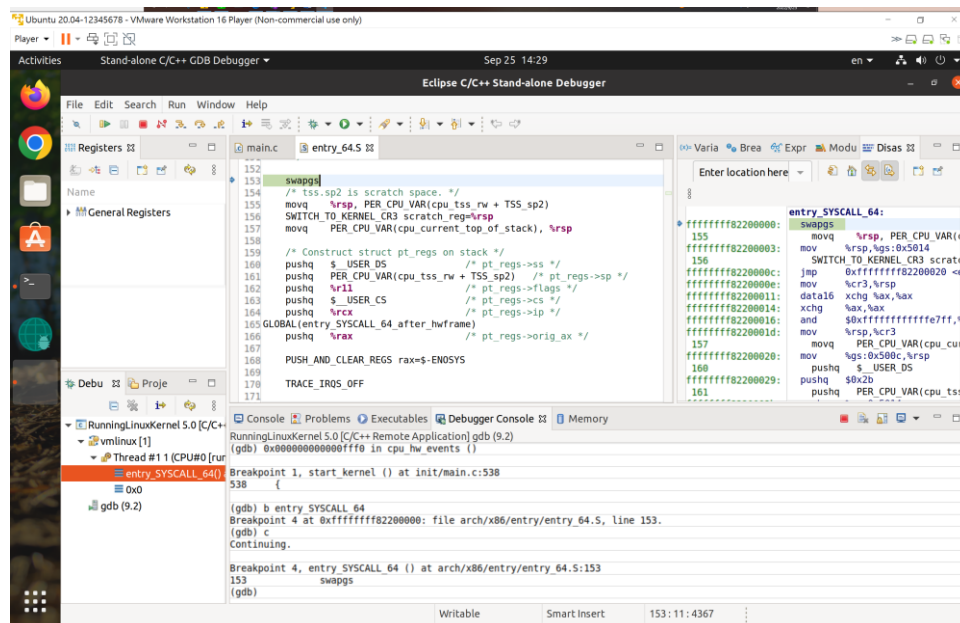 Ubuntu 20.04-12345678 - VMware Workstation 16 Player (Non-commercial use only)
Player
Activities Stand-alone C/C++ GDB Debugger Sep 25 14:29 en
Eclipse C/C++ Stand-alone Debugger
File Edit Search Run Window Help
Registers
Name
General Registers
main.c entry_64.S
152
153 swapgs
154 /* tss.sp2 is scratch space. */
155 movq %rsp, PER_CPU_VAR(cpu_tss_rw + TSS_sp2)
156 SWITCH_TO_KERNEL_CR3 scratch_reg=%rsp
157 movq PER_CPU_VAR(cpu_current_top_of_stack), %rsp
158
159 /* Construct struct pt_regs on stack */
160 pushq $__USER_DS /* pt_regs->ss */
161 pushq PER_CPU_VAR(cpu_tss_rw + TSS_sp2) /* pt_regs->sp */
162 pushq %r11 /* pt_regs->flags */
163 pushq $__USER_CS /* pt_regs->cs */
164 pushq %rcx /* pt_regs->ip */
165 GLOBAL(entry_SYSCALL_64_after_hwframe)
166 pushq %rax /* pt_regs->orig_ax */
167
168 PUSH_AND_CLEAR_REGS rax=$-ENOSYS
169
170 TRACE_IRQS_OFF
171
Varia Brea Expr Modu Disas
Enter location here
entry_SYSCALL_64:
ffffffff82200000: swapgs
155 movq %rsp, PER_CPU_VAR(
ffffffff82200003: mov %rsp,%gs:0x5014
156 SWITCH_TO_KERNEL_CR3 scrat
ffffffff8220000c: jmp 0xffffffff82200020 <e
ffffffff8220000e: mov %cr3,%rsp
ffffffff82200011: data16 xchg %ax,%ax
ffffffff82200014: xchg %ax,%ax
ffffffff82200016: and $0xffffffffffffe7ff,%
ffffffff8220001d: mov %rsp,%cr3
157 movq PER_CPU_VAR(cpu_cur
ffffffff82200020: mov %gs:0x500c,%rsp
160 pushq $__USER_DS
ffffffff82200029: pushq $0x2b
161 pushq PER_CPU_VAR(cpu_tss
Debu Proje
RunningLinuxKernel 5.0 [C/C++
vmlinux [1]
Thread #1 1 (CPU#0 [run
entry_SYSCALL_64()
0x0
gdb (9.2)
Console Problems Executables Debugger Console Memory
RunningLinuxKernel 5.0 [C/C++ Remote Application] gdb (9.2)
(gdb) 0x000000000000fff0 in cpu_hw_events ()
Breakpoint 1, start_kernel () at init/main.c:538
538 {
(gdb) b entry_SYSCALL_64
Breakpoint 4 at 0xffffffff82200000: file arch/x86/entry/entry_64.S, line 153.
(gdb) c
Continuing.
Breakpoint 4, entry_SYSCALL_64 () at arch/x86/entry/entry_64.S:153
153 swapgs
(gdb)
Writable Smart Insert 153 : 11 : 4367